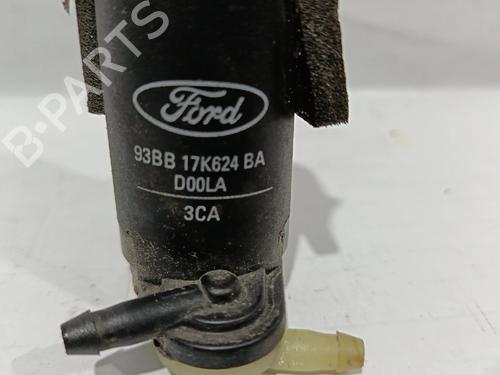 B-PARTS
Ford
93BB 17K624 BA
D00LA
3CA